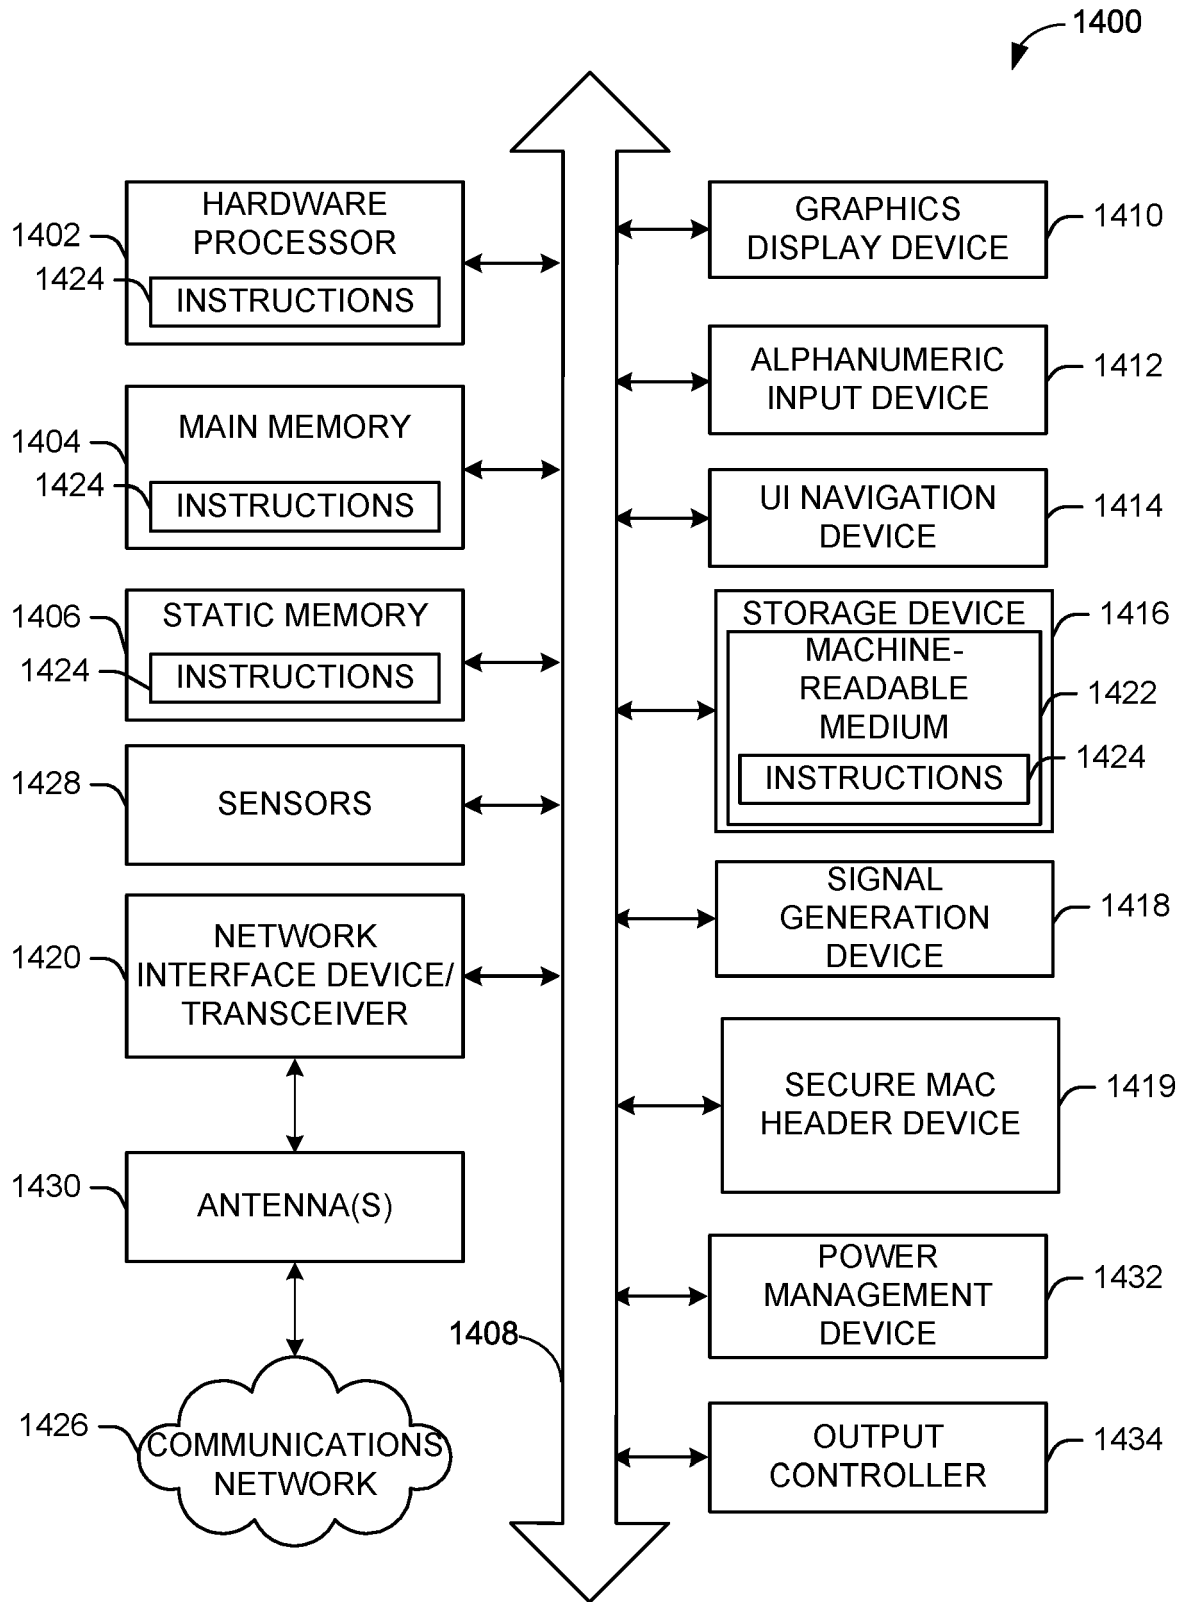 1400
HARDWARE
PROCESSOR
1402
1424
INSTRUCTIONS
MAIN MEMORY
1404
1424
INSTRUCTIONS
1406
STATIC MEMORY
1424
INSTRUCTIONS
1428
SENSORS
1420
NETWORK
INTERFACE DEVICE/
TRANSCEIVER
1430
ANTENNA(S)
1408
1426
COMMUNICATIONS
NETWORK
GRAPHICS
DISPLAY DEVICE
1410
ALPHANUMERIC
INPUT DEVICE
1412
UI NAVIGATION
DEVICE
1414
STORAGE DEVICE
1416
MACHINE-
READABLE
MEDIUM
1422
INSTRUCTIONS
1424
SIGNAL
GENERATION
DEVICE
1418
SECURE MAC
HEADER DEVICE
1419
POWER
MANAGEMENT
DEVICE
1432
OUTPUT
CONTROLLER
1434